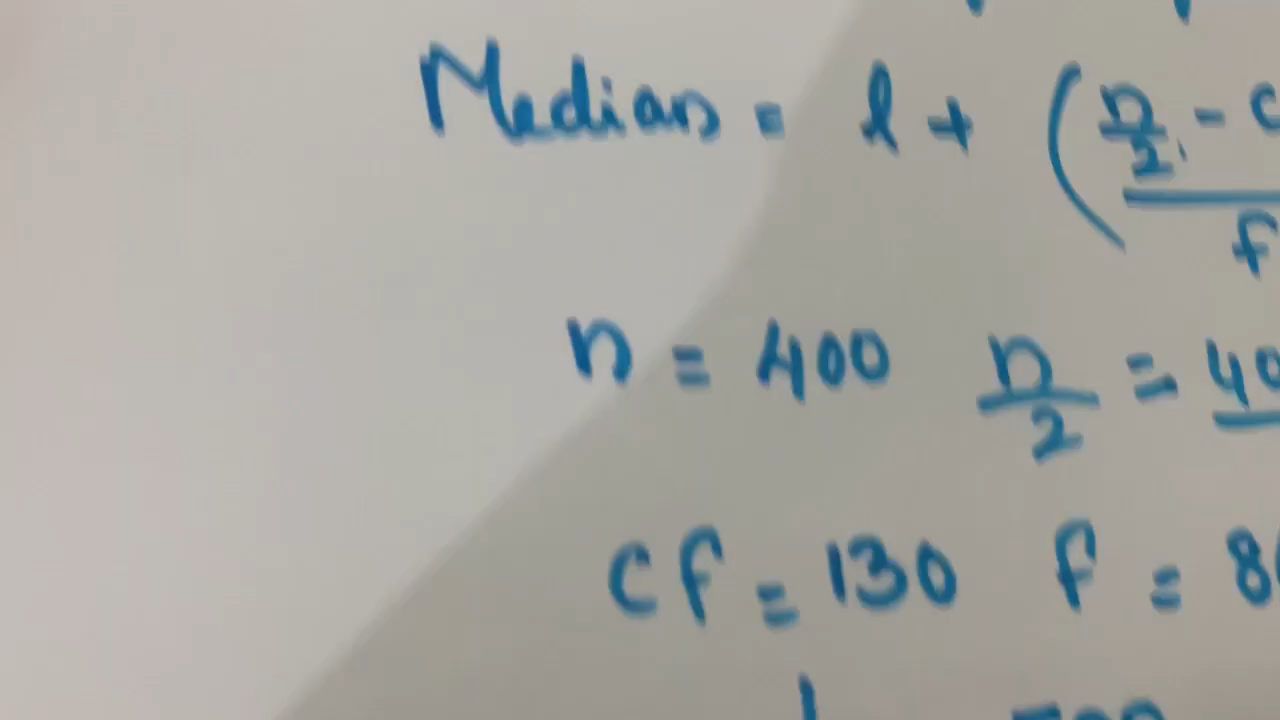 Median = l + ( n/2 - c / f
n = 400 n/2 = 40
cf = 130 f = 8